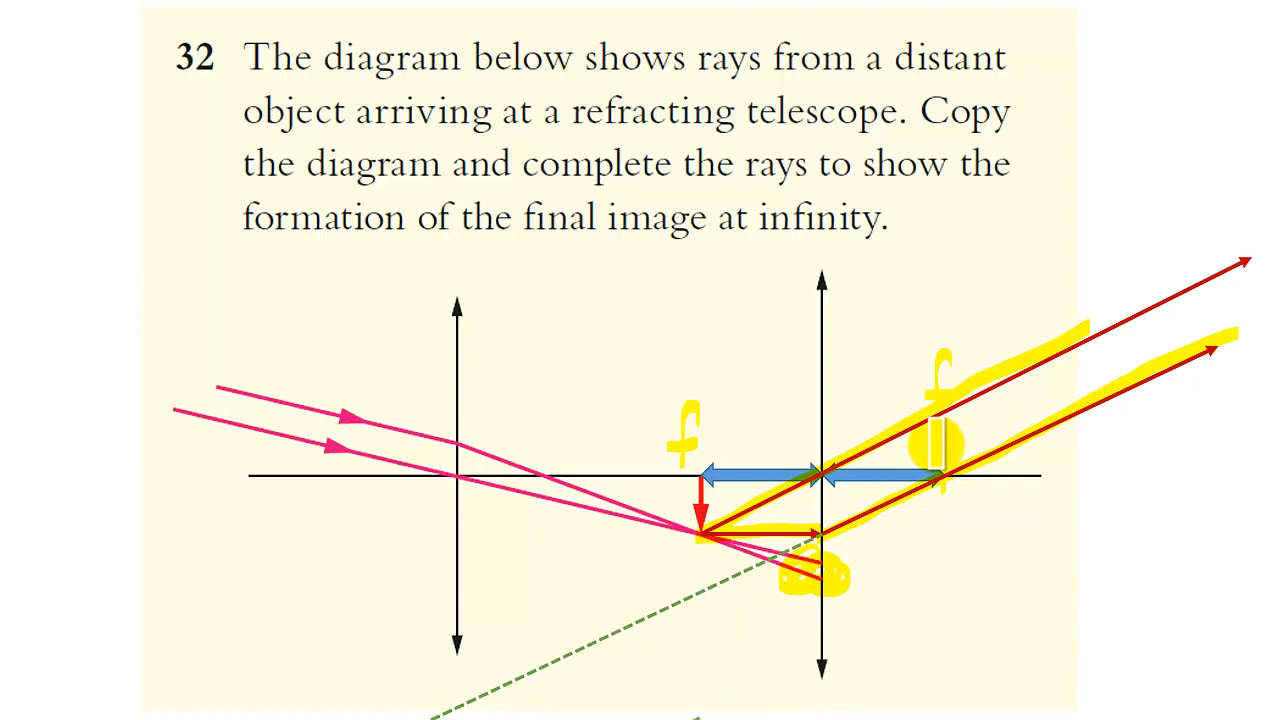 32 The diagram below shows rays from a distant
object arriving at a refracting telescope. Copy
the diagram and complete the rays to show the
formation of the final image at infinity.
f
f